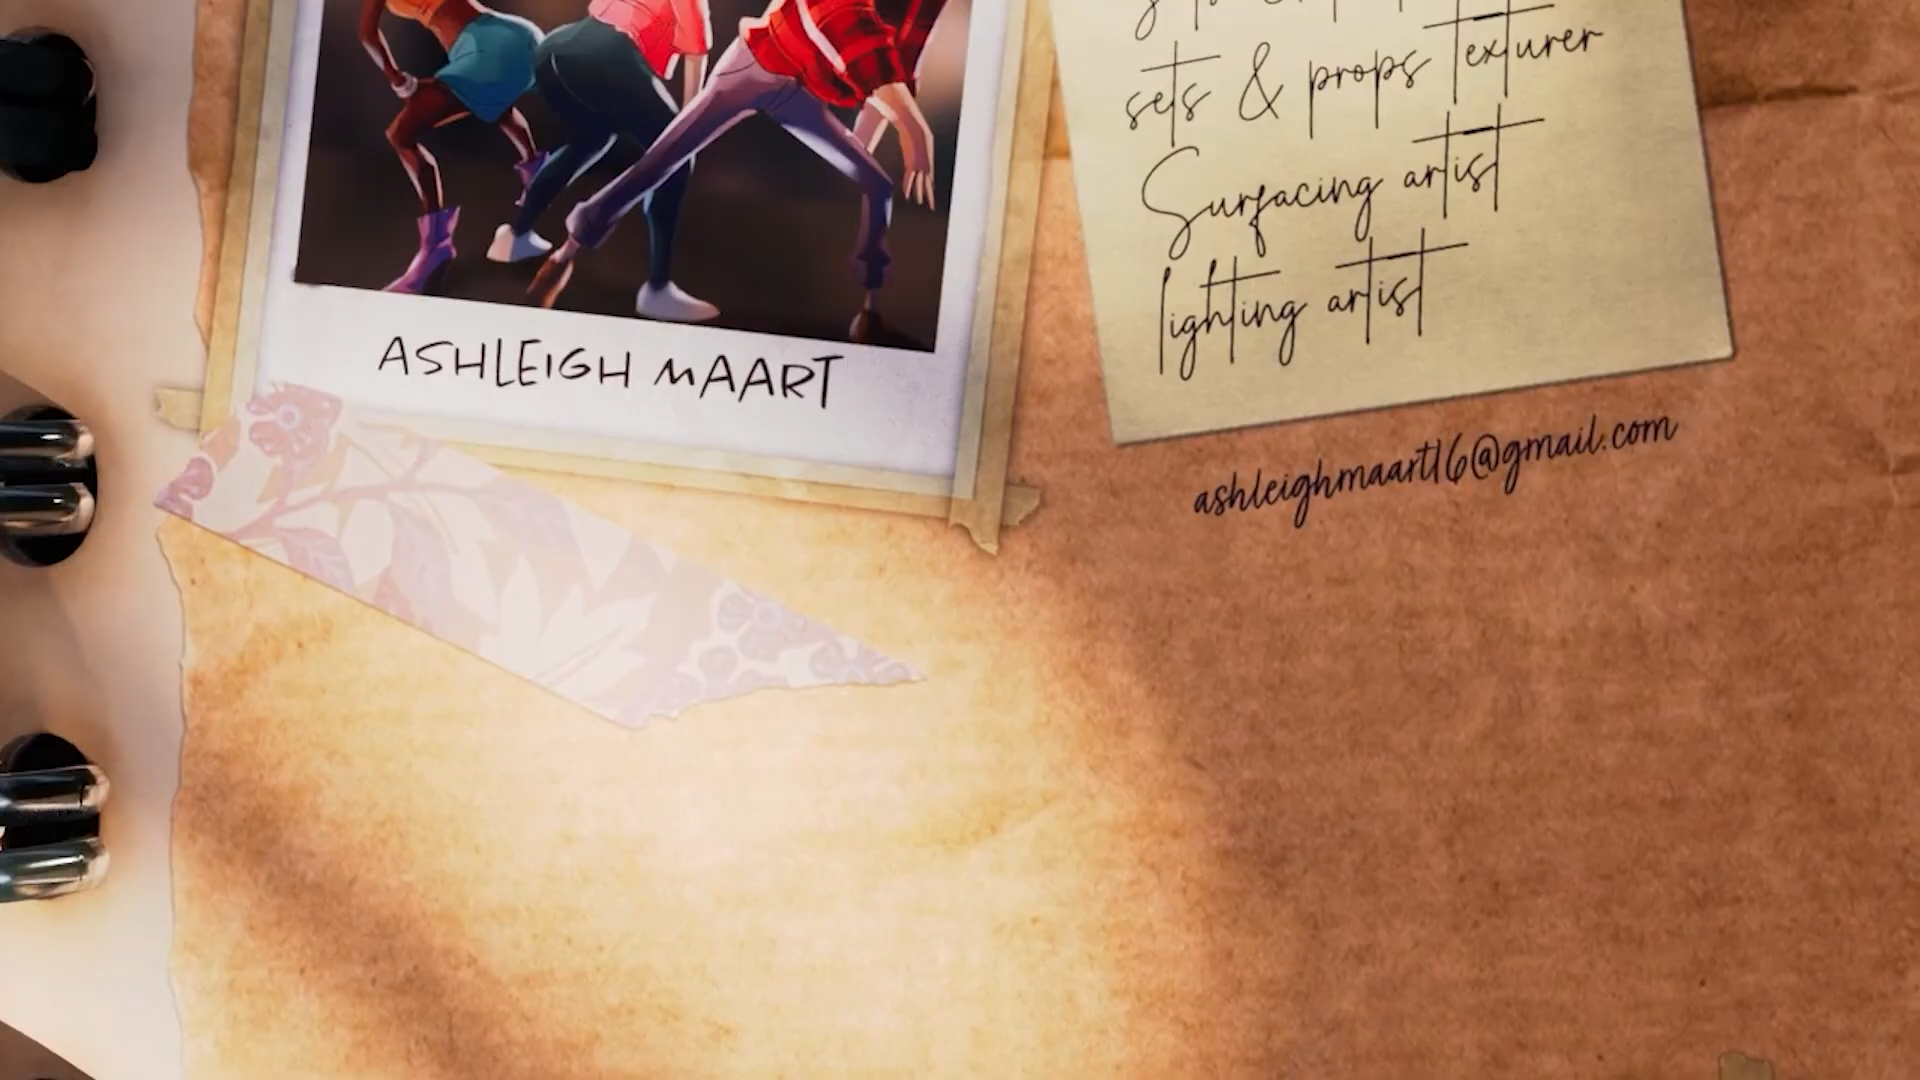 sets & props Texturer
Surfacing artist
lighting artist
ASHLEIGH MAART
ashleighmaart16@gmail.com